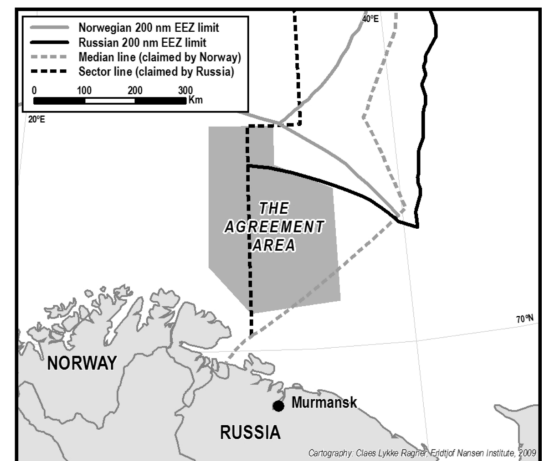 Norwegian 200 nm EEZ limit
Russian 200 nm EEZ limit
Median line (claimed by Norway)
Sector line (claimed by Russia)
0 100 200 300
Km
40°E
20°E
THE
AGREEMENT
AREA
70°N
NORWAY
Murmansk
RUSSIA
Cartography: Claes Lykke Ragner, Fridtjof Nansen Institute, 2009